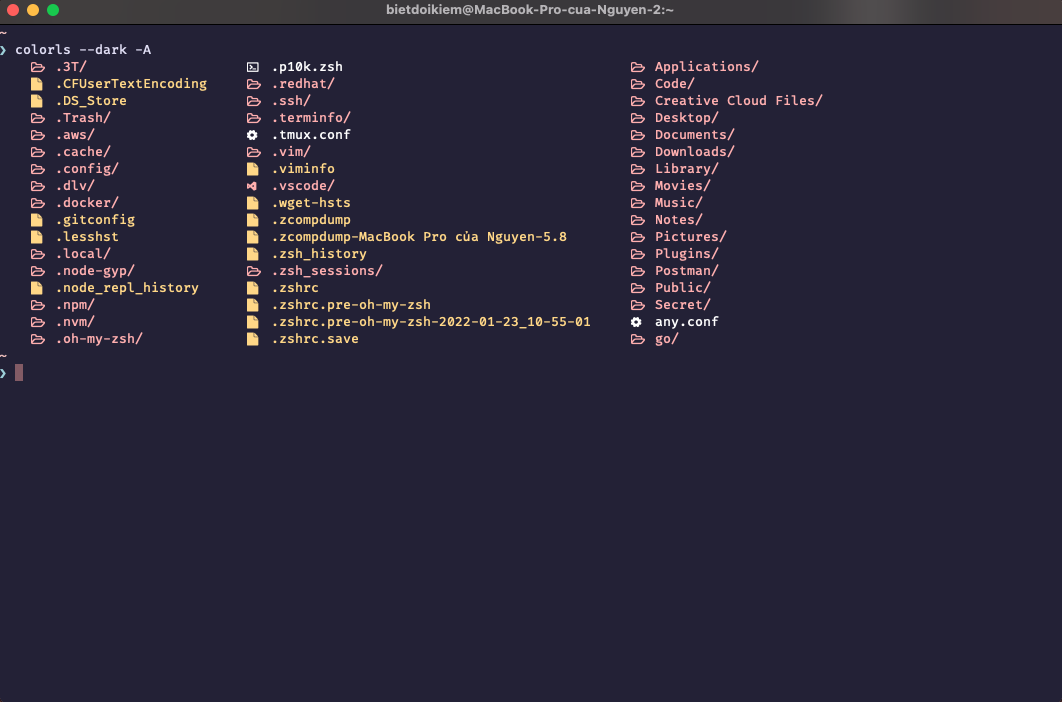 bietdoikiem@MacBook-Pro-cua-Nguyen-2:~
~
❯ colorls --dark -A
.3T/ .p10k.zsh Applications/
.CFUserTextEncoding .redhat/ Code/
.DS_Store .ssh/ Creative Cloud Files/
.Trash/ .terminfo/ Desktop/
.aws/ .tmux.conf Documents/
.cache/ .vim/ Downloads/
.config/ .viminfo Library/
.dlv/ .vscode/ Movies/
.docker/ .wget-hsts Music/
.gitconfig .zcompdump Notes/
.lesshst .zcompdump-MacBook Pro của Nguyen-5.8 Pictures/
.local/ .zsh_history Plugins/
.node-gyp/ .zsh_sessions/ Postman/
.node_repl_history .zshrc Public/
.npm/ .zshrc.pre-oh-my-zsh Secret/
.nvm/ .zshrc.pre-oh-my-zsh-2022-01-23_10-55-01 any.conf
.oh-my-zsh/ .zshrc.save go/
~
❯